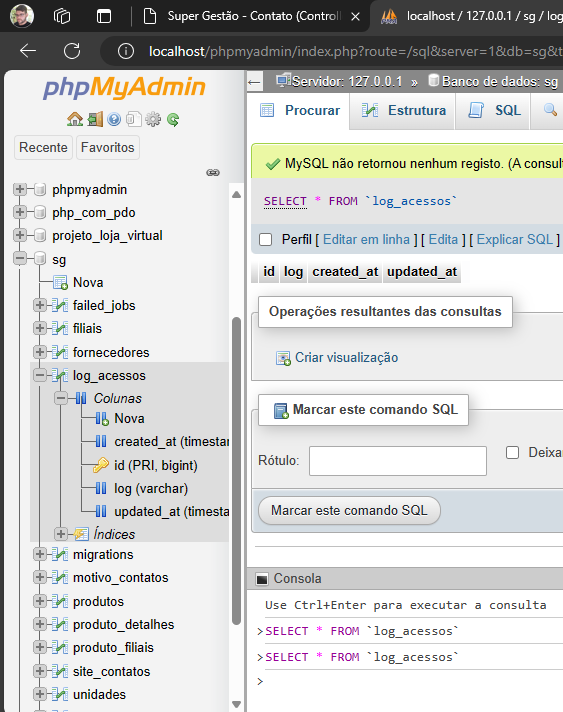 Super Gestão - Contato (Control
localhost / 127.0.0.1 / sg / log
localhost/phpmyadmin/index.php?route=/sql&server=1&db=sg&t
phpMyAdmin
Recente
Favoritos
phpmyadmin
php_com_pdo
projeto_loja_virtual
sg
Nova
failed_jobs
filiais
fornecedores
log_acessos
Colunas
Nova
created_at (timestar
id (PRI, bigint)
log (varchar)
updated_at (timesta
Índices
migrations
motivo_contatos
produtos
produto_detalhes
produto_filiais
site_contatos
unidades
Servidor: 127.0.0.1 » Banco de dados: sg
Procurar
Estrutura
SQL
MySQL não retornou nenhum registo. (A consult
SELECT * FROM `log_acessos`
Perfil [ Editar em linha ] [ Edita ] [ Explicar SQL ]
id log created_at updated_at
Operações resultantes das consultas
Criar visualização
Marcar este comando SQL
Rótulo:
Deixa
Marcar este comando SQL
Consola
Use Ctrl+Enter para executar a consulta
>SELECT * FROM `log_acessos`
>SELECT * FROM `log_acessos`
>